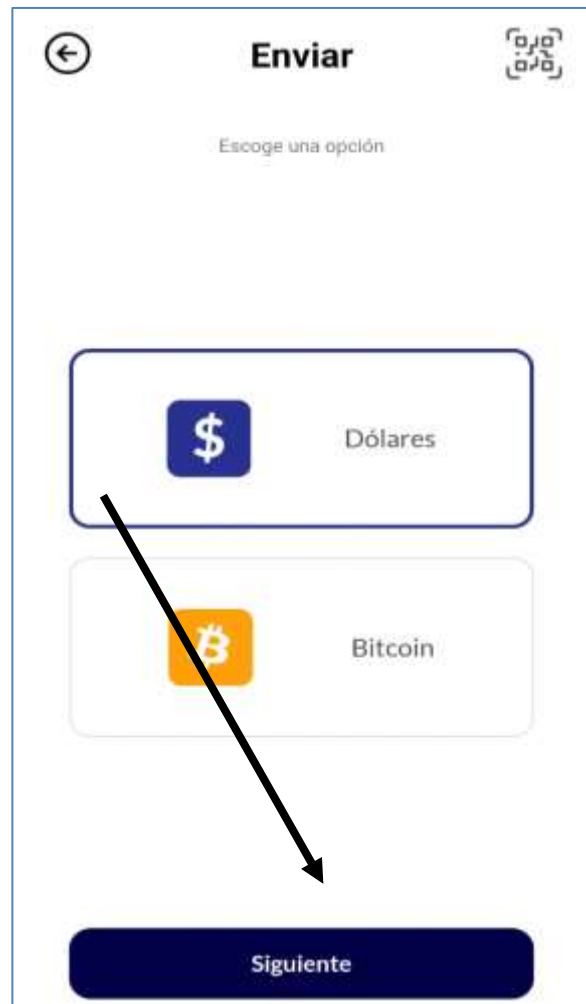 Enviar
Escoge una opción
$ Dólares
₿ Bitcoin
Siguiente